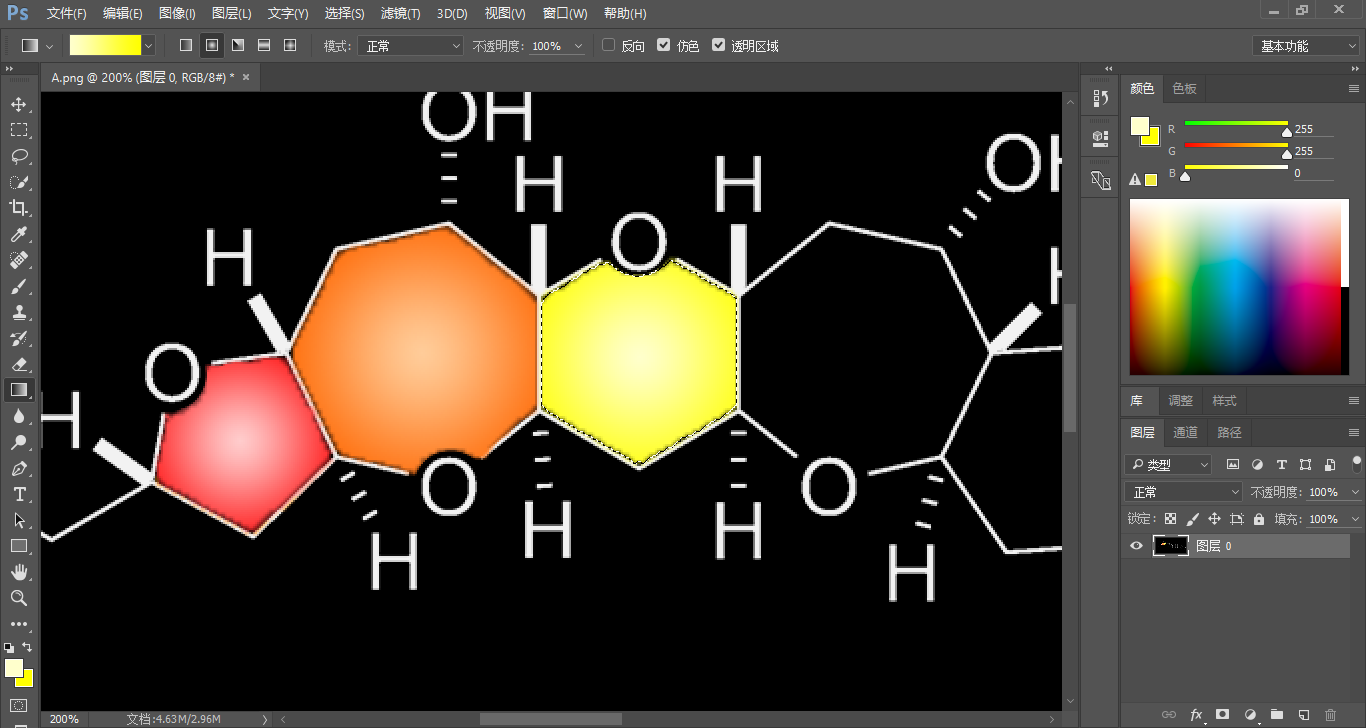 Ps 文件(F) 编辑(E) 图像(I) 图层(L) 文字(Y) 选择(S) 滤镜(T) 3D(D) 视图(V) 窗口(W) 帮助(H)
模式: 正常 不透明度: 100% 反向 仿色 透明区域 基本功能
A.png @ 200% (图层 0, RGB/8#) * ×
OH
H
H
OH
O
H
H
O
H
O
O
H
H
H
H
200% 文档:4.63M/2.96M
颜色 色板
R 255
G 255
B 0
库 调整 样式
图层 通道 路径
类型
正常 不透明度: 100%
锁定: 填充: 100%
图层 0
fx